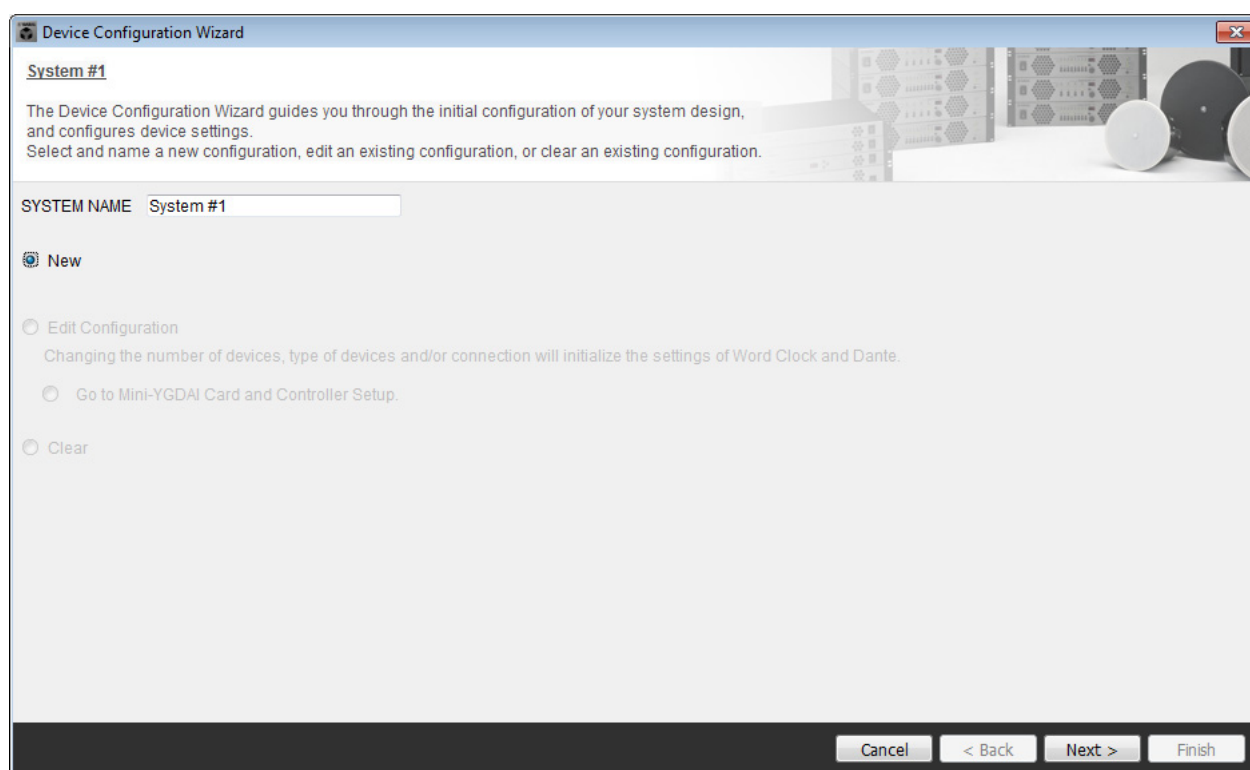 Device Configuration Wizard
System #1
The Device Configuration Wizard guides you through the initial configuration of your system design,
and configures device settings.
Select and name a new configuration, edit an existing configuration, or clear an existing configuration.
SYSTEM NAME System #1
New
Edit Configuration
Changing the number of devices, type of devices and/or connection will initialize the settings of Word Clock and Dante.
Go to Mini-YGDAI Card and Controller Setup.
Clear
Cancel < Back Next > Finish